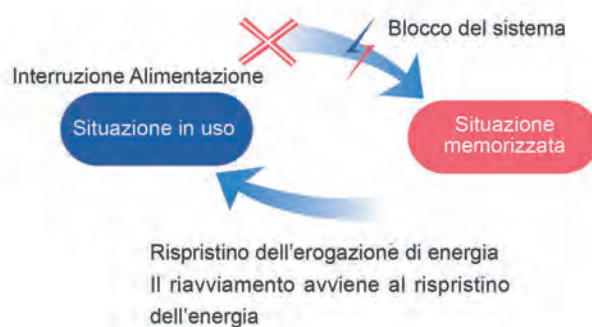 Blocco del sistema
Interruzione Alimentazione
Situazione in uso
Situazione
memorizzata
Rispristino dell'erogazione di energia
Il riavviamento avviene al rispristino
dell'energia